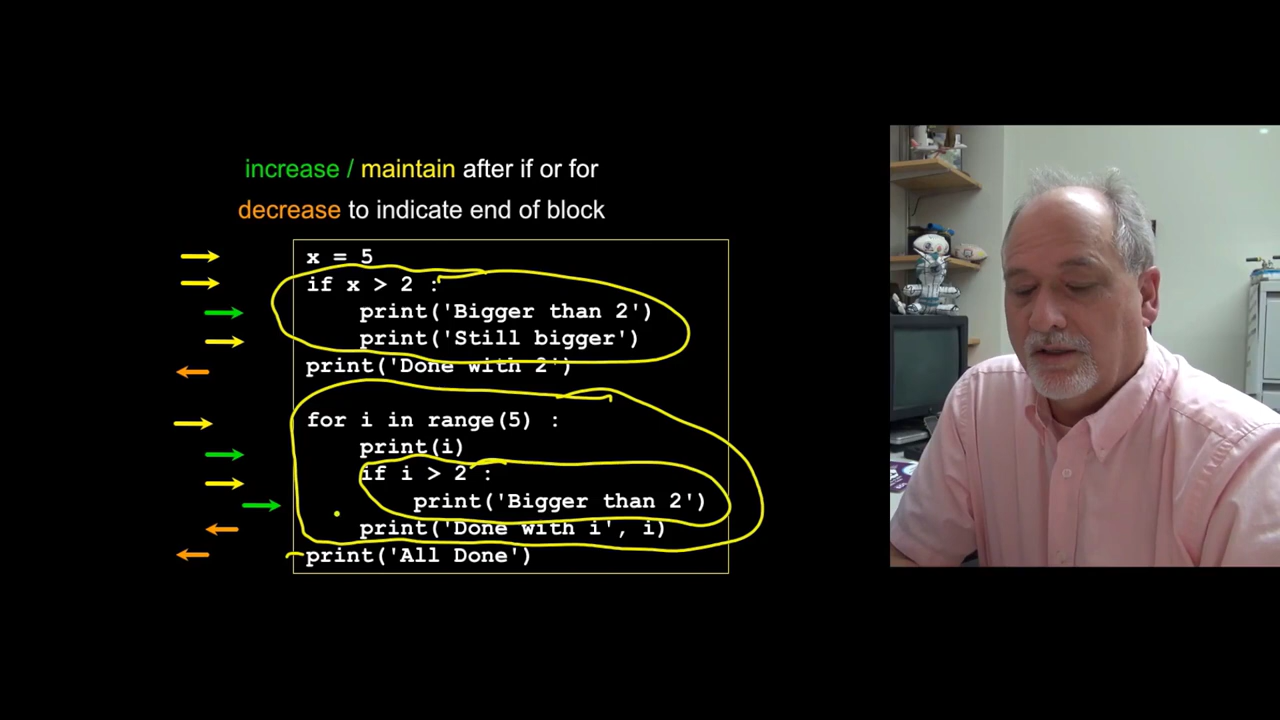 increase / maintain after if or for
decrease to indicate end of block
x = 5
if x > 2 :
    print('Bigger than 2')
    print('Still bigger')
print('Done with 2')
for i in range(5) :
    print(i)
    if i > 2 :
        print('Bigger than 2')
    print('Done with i', i)
print('All Done')